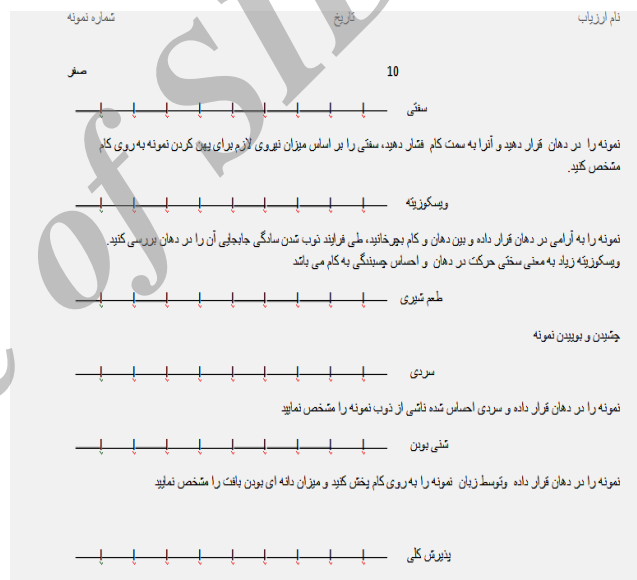 نام ارزیاب تاریخ شماره نمونه
10 صفر
سفتی
نمونه را در دهان قرار دهید و آنرا به سمت کام فشار دهید، سفتی را بر اساس میزان نیروی لازم برای پهن کردن نمونه به روی کام
مشخص کنید.
ویسکوزیته
نمونه را به آرامی در دهان قرار داده و بین دهان و کام بچرخانید، طی فرایند ذوب شدن سادگی جابجایی آن را در دهان بررسی کنید.
ویسکوزیته زیاد به معنی سختی حرکت در دهان و احساس چسبندگی به کام می باشد
طعم شیری
چشیدن و بوییدن نمونه
سردی
نمونه را در دهان قرار داده و سردی احساس شده ناشی از ذوب نمونه را مشخص نمایید
شنی بودن
نمونه را در دهان قرار داده وتوسط زبان نمونه را به روی کام پخش کنید و میزان دانه ای بودن بافت را مشخص نمایید
پذیرش کلی
of SID